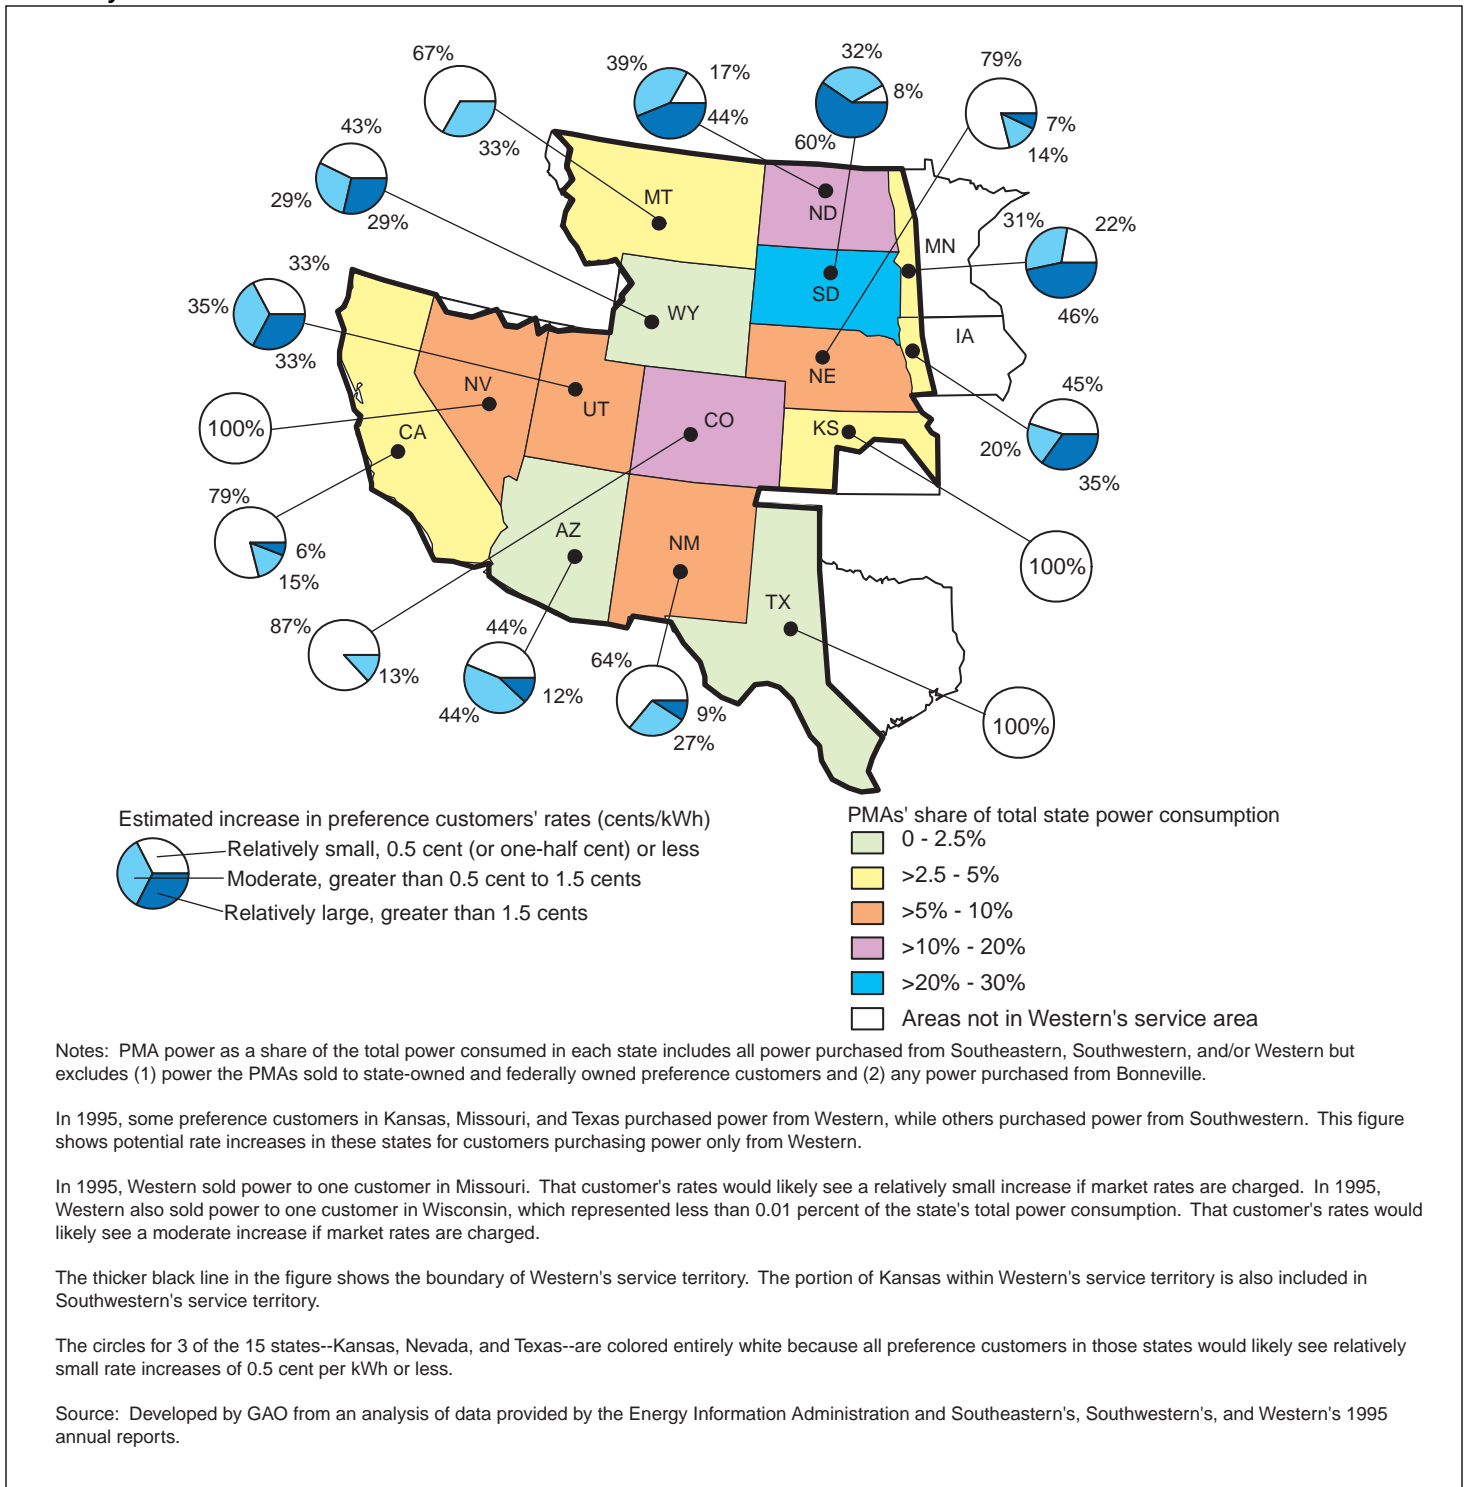 67%
33%
39%
17%
44%
32%
8%
60%
79%
7%
14%
43%
29%
29%
MT
ND
MN
31%
22%
46%
33%
35%
33%
WY
SD
IA
NE
NV
UT
CO
KS
45%
20%
35%
100%
CA
79%
6%
15%
AZ
NM
TX
100%
87%
13%
44%
12%
44%
64%
9%
27%
100%
Estimated increase in preference customers' rates (cents/kWh)
Relatively small, 0.5 cent (or one-half cent) or less
Moderate, greater than 0.5 cent to 1.5 cents
Relatively large, greater than 1.5 cents
PMAs' share of total state power consumption
0 - 2.5%
>2.5 - 5%
>5% - 10%
>10% - 20%
>20% - 30%
Areas not in Western's service area
Notes: PMA power as a share of the total power consumed in each state includes all power purchased from Southeastern, Southwestern, and/or Western but
excludes (1) power the PMAs sold to state-owned and federally owned preference customers and (2) any power purchased from Bonneville.
In 1995, some preference customers in Kansas, Missouri, and Texas purchased power from Western, while others purchased power from Southwestern. This figure
shows potential rate increases in these states for customers purchasing power only from Western.
In 1995, Western sold power to one customer in Missouri. That customer's rates would likely see a relatively small increase if market rates are charged. In 1995,
Western also sold power to one customer in Wisconsin, which represented less than 0.01 percent of the state's total power consumption. That customer's rates would
likely see a moderate increase if market rates are charged.
The thicker black line in the figure shows the boundary of Western's service territory. The portion of Kansas within Western's service territory is also included in
Southwestern's service territory.
The circles for 3 of the 15 states--Kansas, Nevada, and Texas--are colored entirely white because all preference customers in those states would likely see relatively
small rate increases of 0.5 cent per kWh or less.
Source: Developed by GAO from an analysis of data provided by the Energy Information Administration and Southeastern's, Southwestern's, and Western's 1995
annual reports.